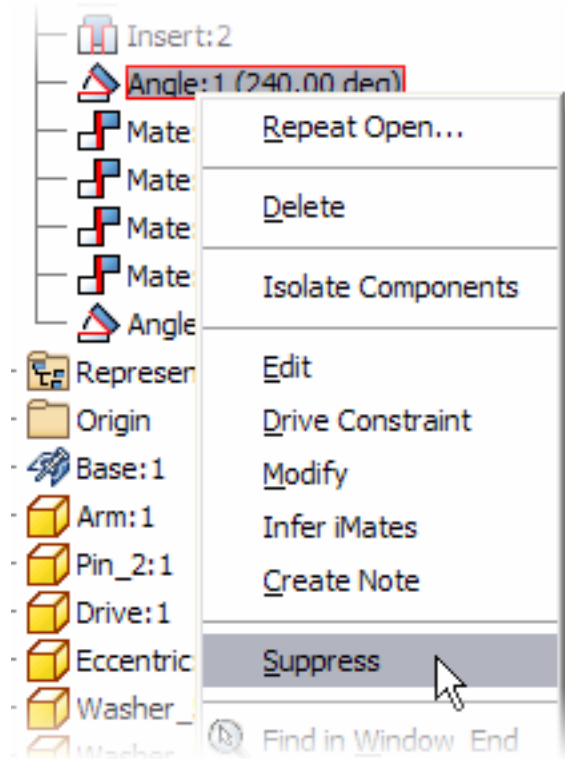 Insert:2
Angle:1 (240.00 deg)
Mate:
Mate:
Mate:
Mate:
Angle
Represen
Origin
Base:1
Arm:1
Pin_2:1
Drive:1
Eccentric:
Washer_
Washer
Repeat Open...
Delete
Isolate Components
Edit
Drive Constraint
Modify
Infer iMates
Create Note
Suppress
Find in Window End